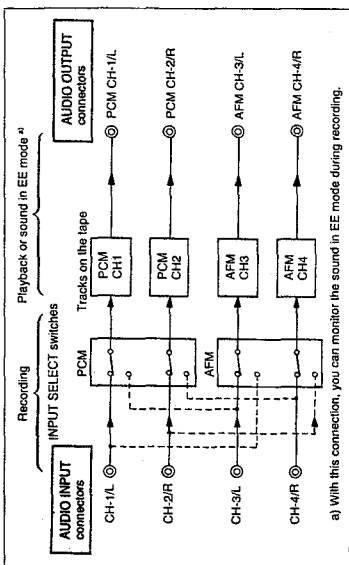 Recording
Playback or sound in EE mode a)
AUDIO INPUT
connectors
INPUT SELECT switches
Tracks on the tape
AUDIO OUTPUT
connectors
PCM
CH-1/L
PCM
CH1
PCM CH-1/L
CH-2/R
PCM
CH2
PCM CH-2/R
AFM
CH-3/L
AFM
CH3
AFM CH-3/L
CH-4/R
AFM
CH4
AFM CH-4/R
a) With this connection, you can monitor the sound in EE mode during recording.